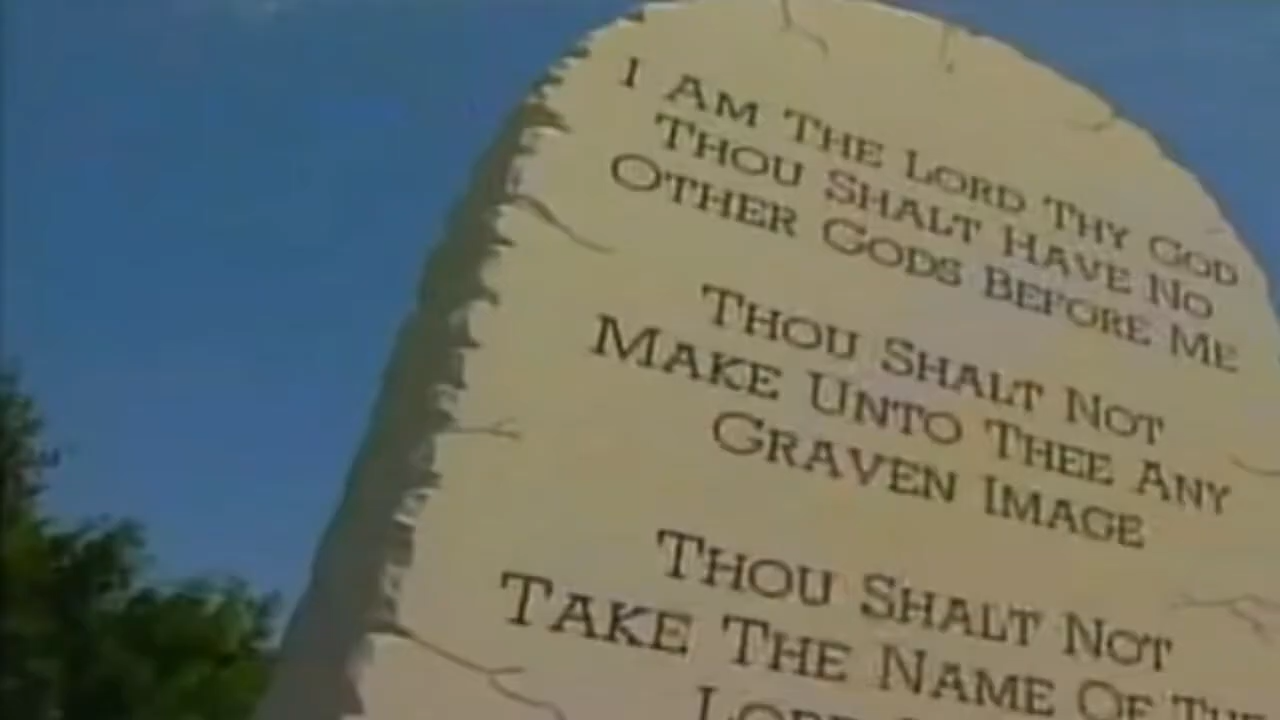 I Am The Lord Thy God
Thou Shalt Have No
Other Gods Before Me
Thou Shalt Not
Make Unto Thee Any
Graven Image
Thou Shalt Not
Take The Name Of
Lord